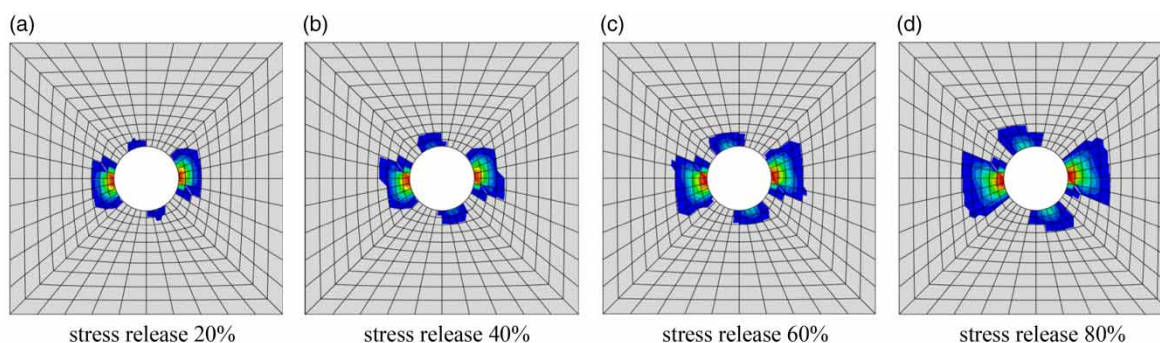 (a)
(b)
(c)
(d)
stress release 20%
stress release 40%
stress release 60%
stress release 80%